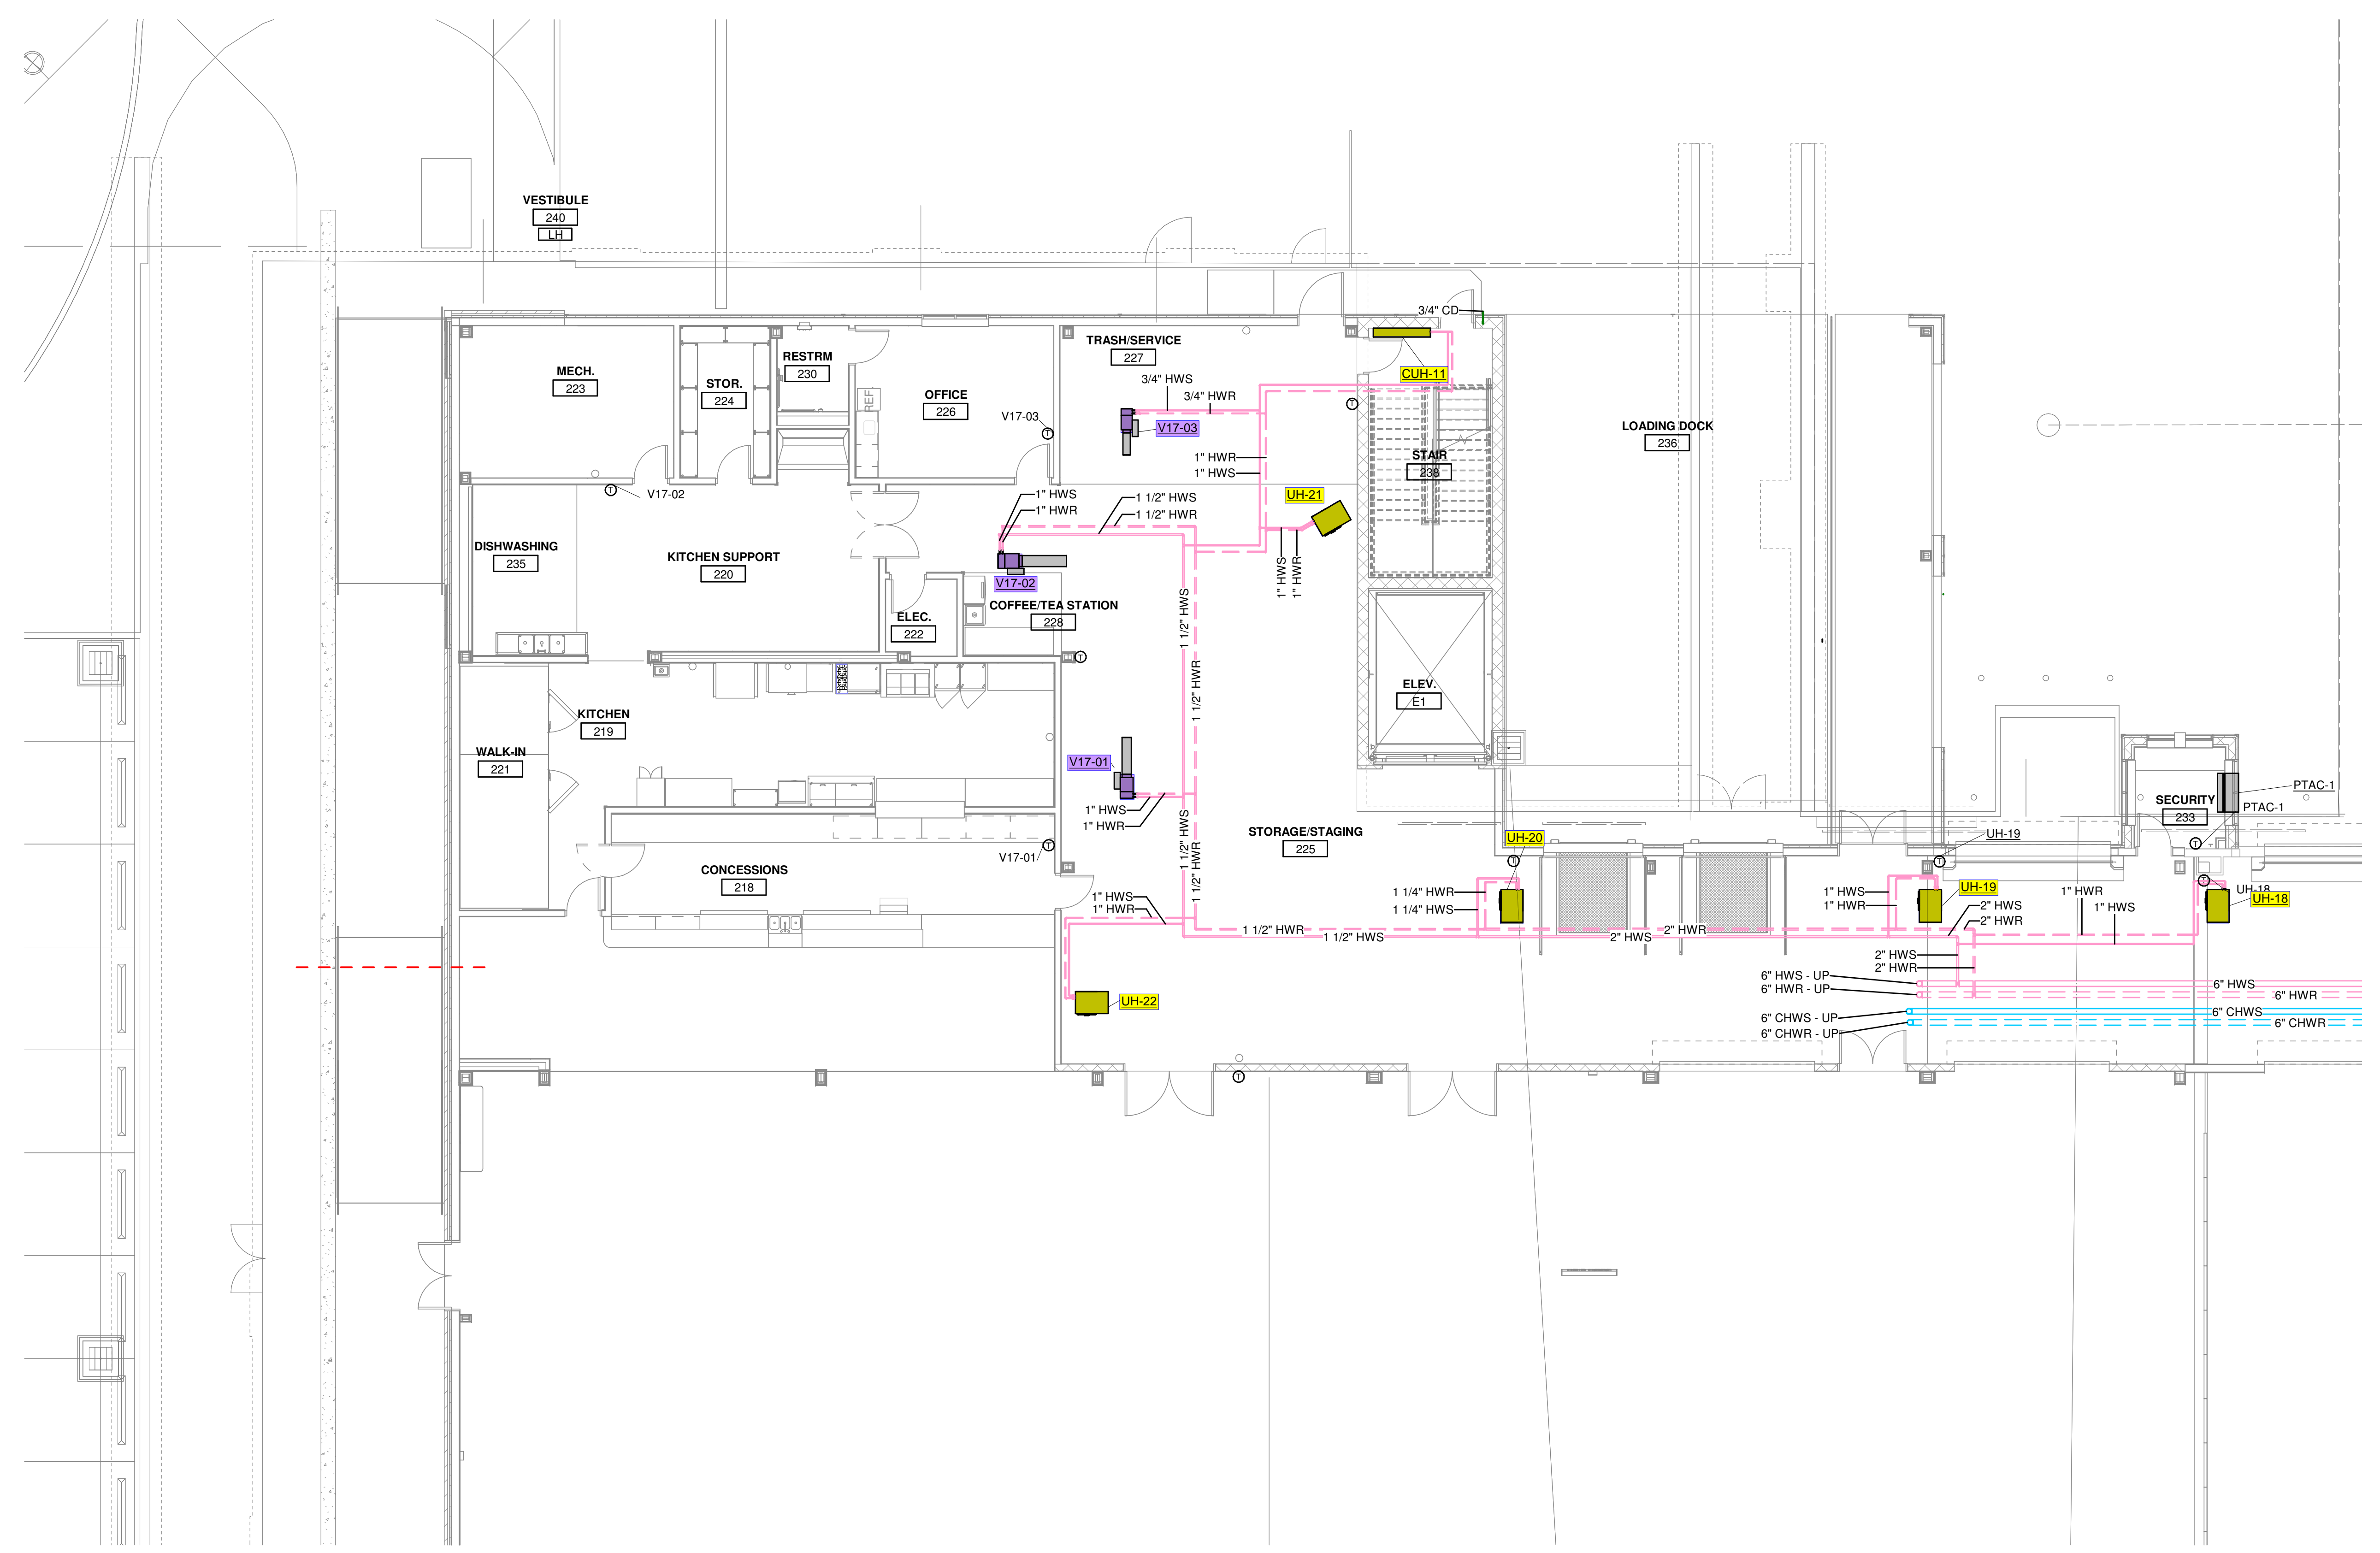 VESTIBULE
240
LH
3/4" CD
TRASH/SERVICE
227
RESTRM
230
MECH.
223
STOR.
224
OFFICE
226
REF
CUH-11
3/4" HWS
3/4" HWR
V17-03
V17-03
LOADING DOCK
236
1" HWR
1" HWS
STAIR
238
V17-02
1" HWS
1" HWR
1 1/2" HWS
1 1/2" HWR
UH-21
DISHWASHING
235
KITCHEN SUPPORT
220
V17-02
1" HWS
1" HWR
COFFEE/TEA STATION
228
ELEC.
222
1 1/2" HWS
1 1/2" HWR
ELEV.
E1
KITCHEN
219
WALK-IN
221
V17-01
1" HWS
1" HWR
PTAC-1
PTAC-1
SECURITY
233
STORAGE/STAGING
225
UH-20
UH-19
V17-01
1 1/2" HWS
1 1/2" HWR
CONCESSIONS
218
1" HWS
1" HWR
1 1/4" HWR
1 1/4" HWS
1" HWS
1" HWR
UH-19
2" HWS
2" HWR
1" HWR
1" HWS
UH-18
UH-18
1 1/2" HWR
1 1/2" HWS
2" HWR
2" HWS
2" HWS
2" HWR
6" HWS - UP
6" HWR - UP
6" HWS
6" HWR
UH-22
6" CHWS - UP
6" CHWR - UP
6" CHWS
6" CHWR
T
T
T
T
T
T
T
T
T
T